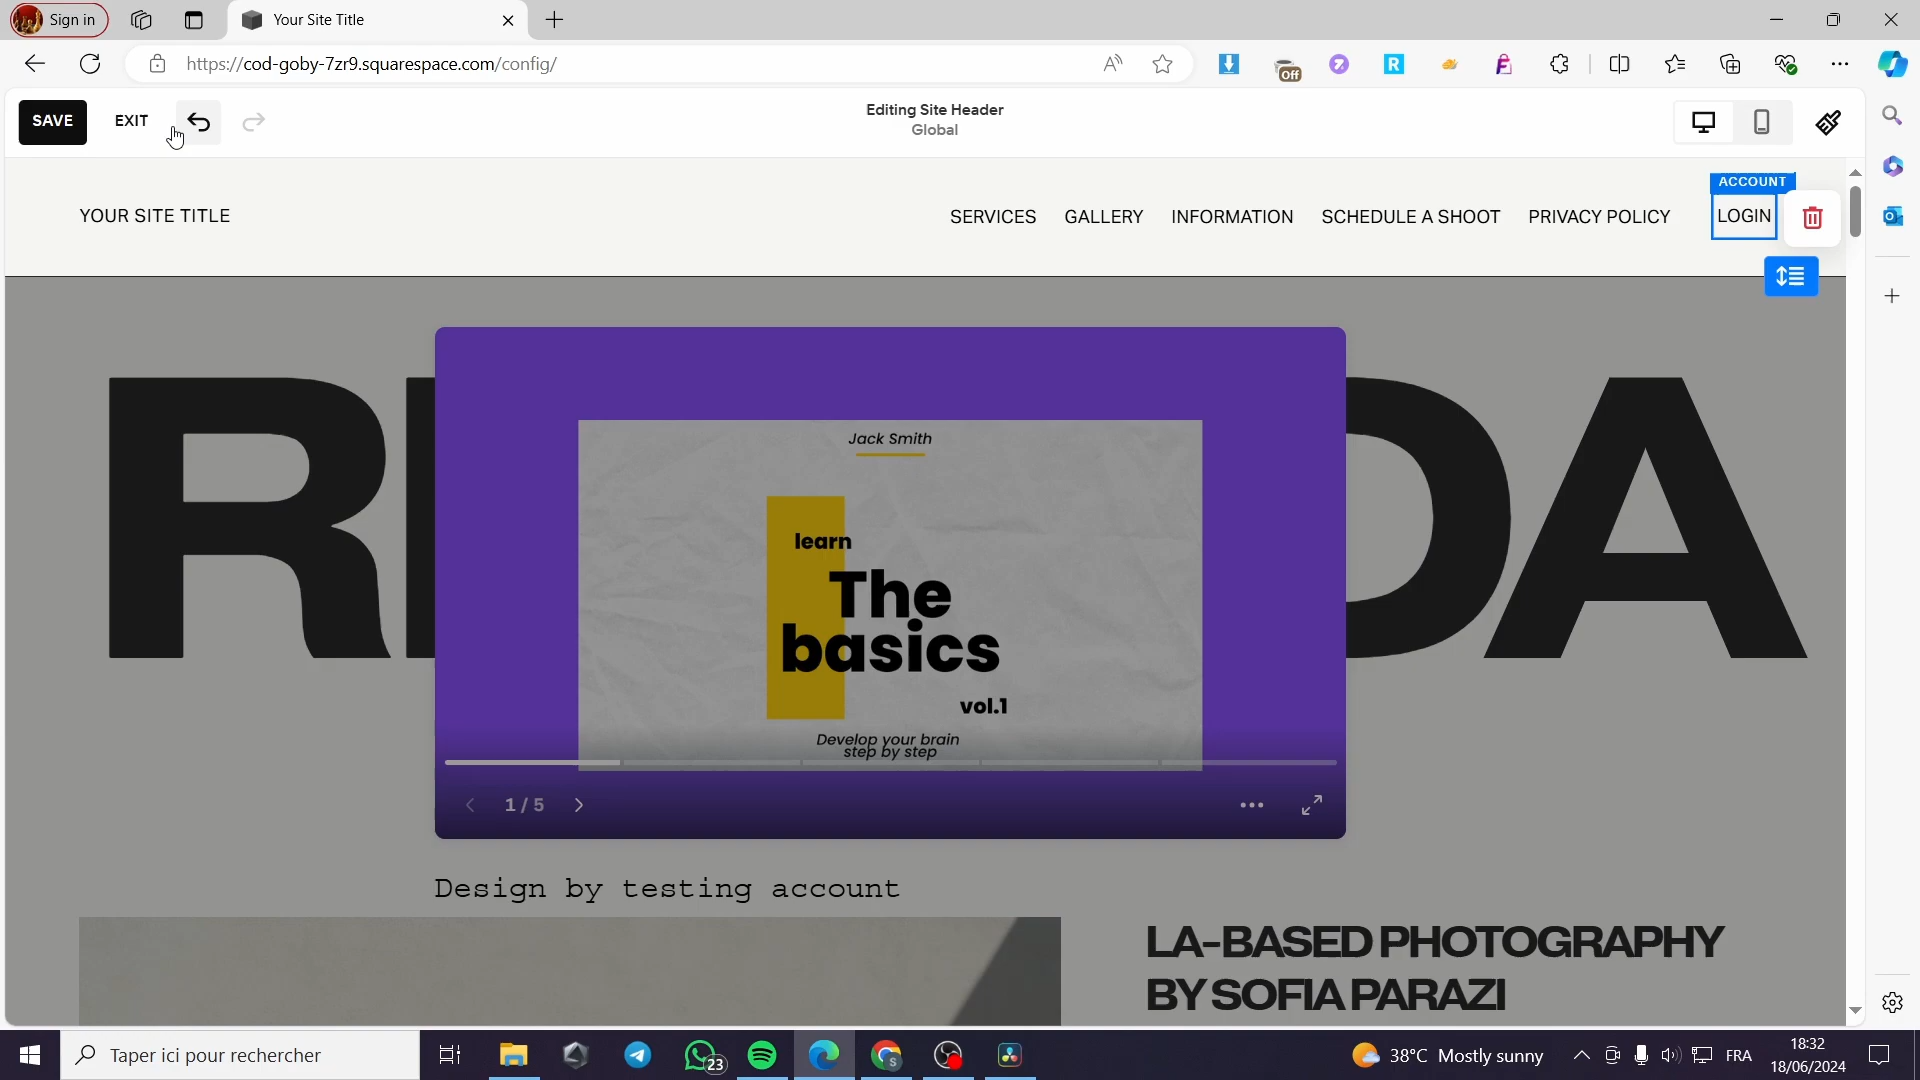 Sign in
Your Site Title
https://cod-goby-7zr9.squarespace.com/config/
Off
SAVE
EXIT
Editing Site Header
Global
ACCOUNT
YOUR SITE TITLE
SERVICES
GALLERY
INFORMATION
SCHEDULE A SHOOT
PRIVACY POLICY
LOGIN
Jack Smith
learn
The
basics
vol.1
Develop your brain
step by step
1 / 5
Design by testing account
LA-BASED PHOTOGRAPHY
BY SOFIA PARAZI
Taper ici pour rechercher
23
38°C Mostly sunny
FRA
18:32
18/06/2024